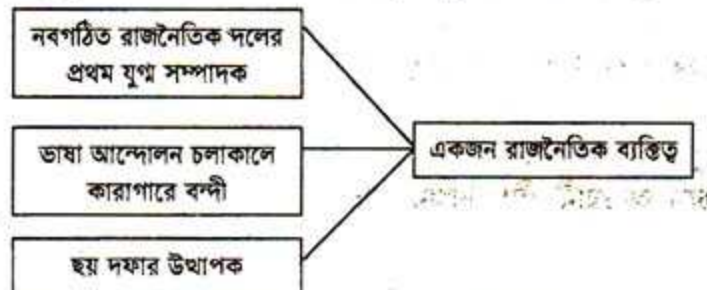 নবগঠিত রাজনৈতিক দলের
প্রথম যুগ্ম সম্পাদক
ভাষা আন্দোলন চলাকালে
কারাগারে বন্দী
একজন রাজনৈতিক ব্যক্তিত্ব
ছয় দফার উত্থাপক